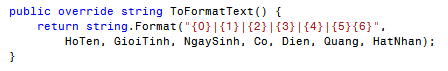 public override string ToFormatText() {
return string.Format("{0}|{1}|{2}|{3}|{4}|{5}{6}",
HoTen, GioiTinh, NgaySinh, Co, Dien, Quang, HatNhan);
}